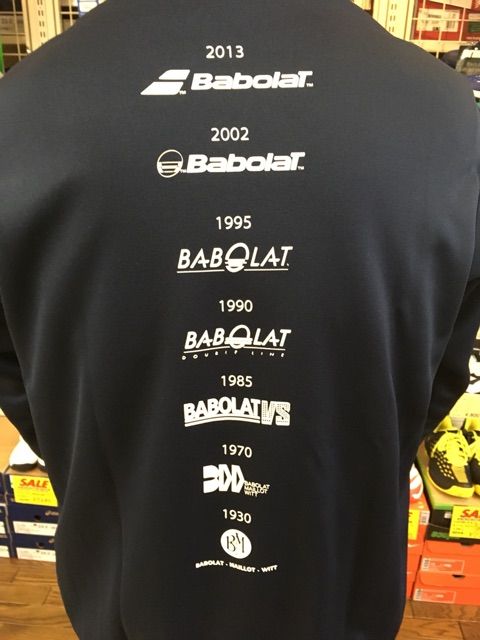 2013
BABOLAT
2002
BABOLAT
1995
BABOLAT
1990
BABOLAT
DOUBLE LINE
1985
BABOLAT VS
1970
BABOLAT
MAILLOT
WITT
1930
BM
BABOLAT - MAILLOT - WITT
SALE
SALE